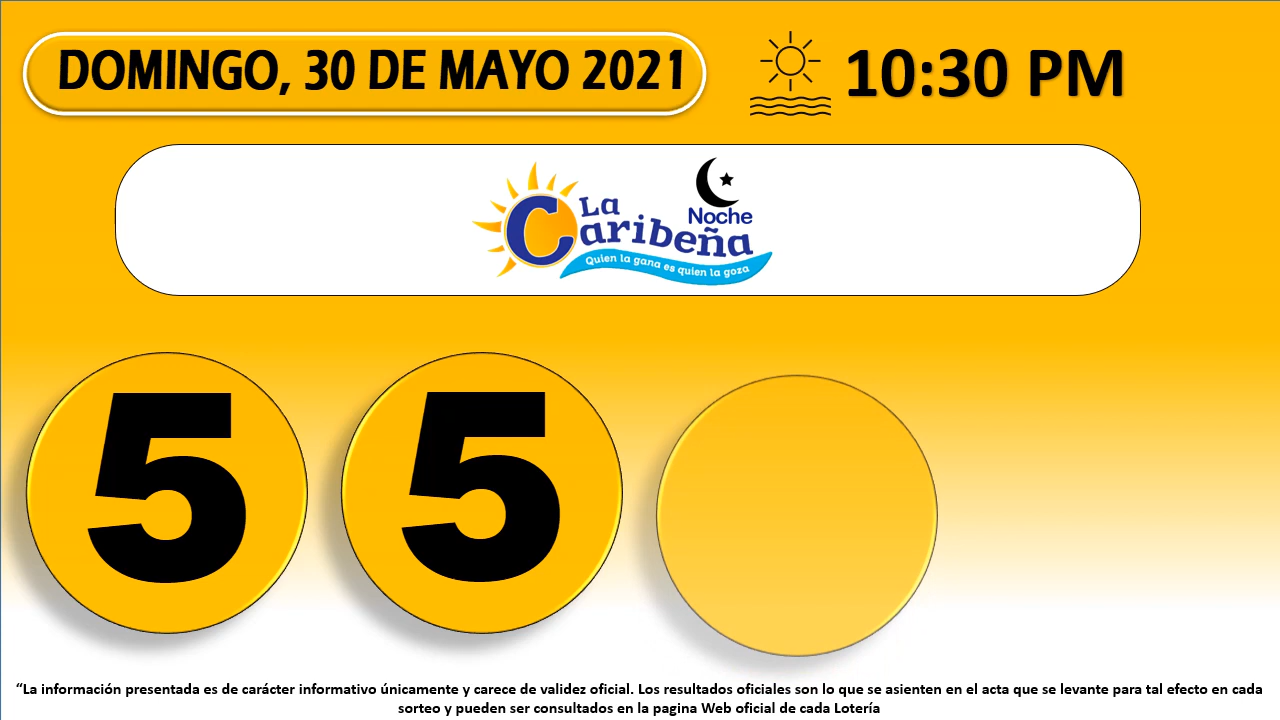 DOMINGO, 30 DE MAYO 2021
10:30 PM
La
Noche
Caribeña
Quien la gana es quien la goza
5 5
“La información presentada es de carácter informativo únicamente y carece de validez oficial. Los resultados oficiales son lo que se asienten en el acta que se levante para tal efecto en cada
sorteo y pueden ser consultados en la pagina Web oficial de cada Lotería